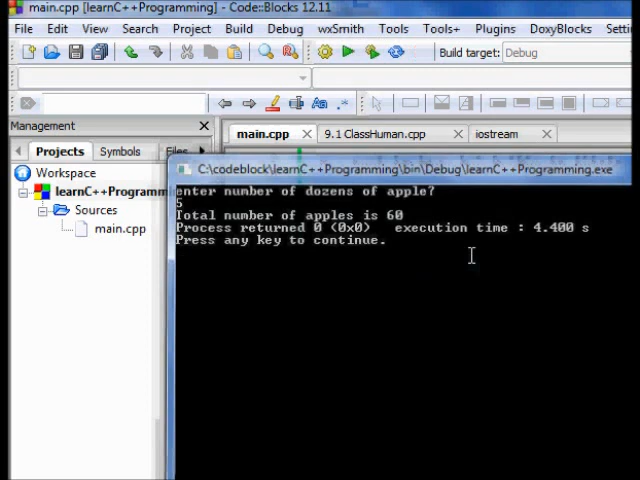 main.cpp [learnC++Programming] - Code::Blocks 12.11
File Edit View Search Project Build Debug wxSmith Tools Tools+ Plugins DoxyBlocks
Build target: Debug
Management
main.cpp 9.1 ClassHuman.cpp iostream
Projects Symbols Files
C:\codeblock\learnC++Programming\bin\Debug\learnC++Programming.exe
Workspace
learnC++Programm
Sources
main.cpp
enter number of dozens of apple?
5
Total number of apples is 60
Process returned 0 (0x0) execution time : 4.400 s
Press any key to continue.